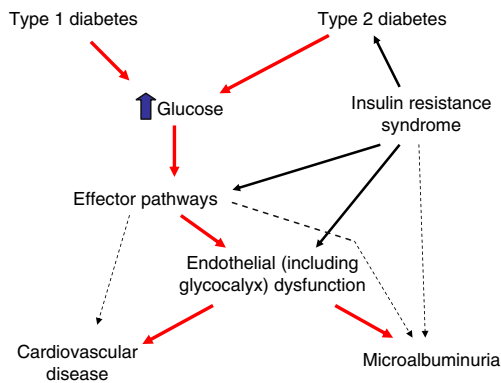 Type 1 diabetes
Type 2 diabetes
Glucose
Insulin resistance
syndrome
Effector pathways
Endothelial (including
glycocalyx) dysfunction
Cardiovascular
disease
Microalbuminuria